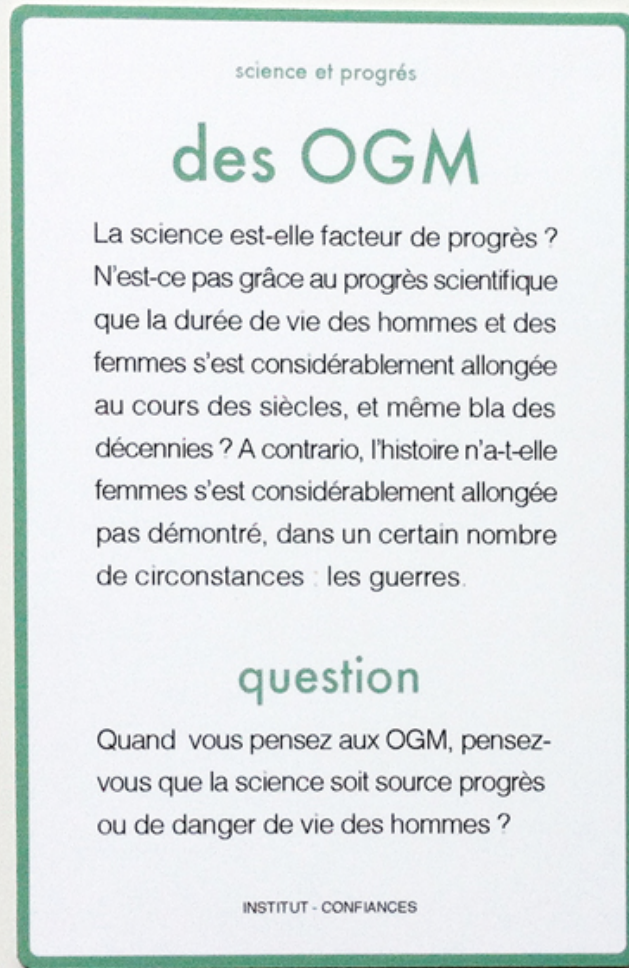 science et progrés
des OGM
La science est-elle facteur de progrès ?
N'est-ce pas grâce au progrès scientifique
que la durée de vie des hommes et des
femmes s'est considérablement allongée
au cours des siècles, et même bla des
décennies ? A contrario, l'histoire n'a-t-elle
femmes s'est considérablement allongée
pas démontré, dans un certain nombre
de circonstances : les guerres.
question
Quand vous pensez aux OGM, pensez-
vous que la science soit source progrès
ou de danger de vie des hommes ?
INSTITUT - CONFIANCES